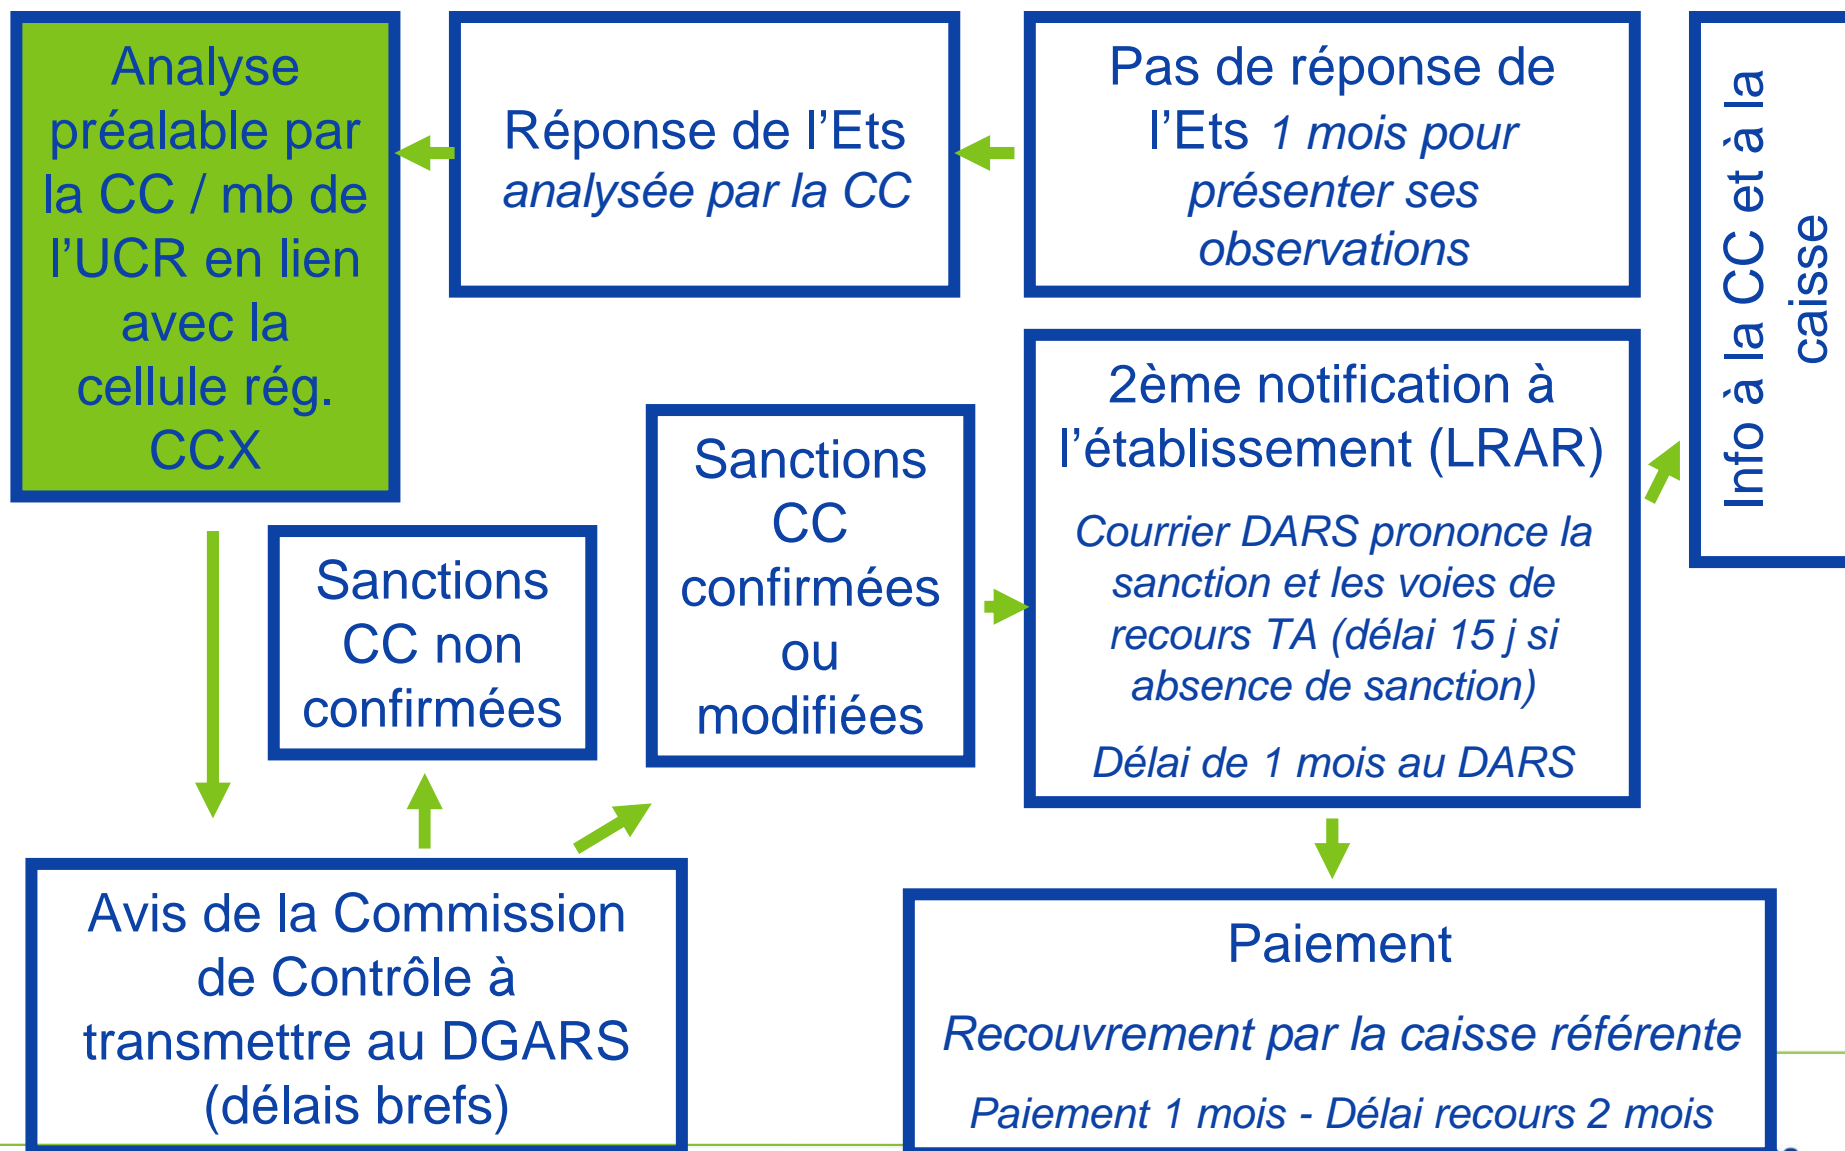 Analyse
préalable par
la CC / mb de
l’UCR en lien
avec la
cellule rég.
CCX
Réponse de l’Ets
analysée par la CC
Pas de réponse de
l’Ets 1 mois pour
présenter ses
observations
Info à la CC et à la
caisse
Sanctions
CC non
confirmées
Sanctions
CC
confirmées
ou
modifiées
2ème notification à
l’établissement (LRAR)
Courrier DARS prononce la
sanction et les voies de
recours TA (délai 15 j si
absence de sanction)
Délai de 1 mois au DARS
Avis de la Commission
de Contrôle à
transmettre au DGARS
(délais brefs)
Paiement
Recouvrement par la caisse référente
Paiement 1 mois - Délai recours 2 mois